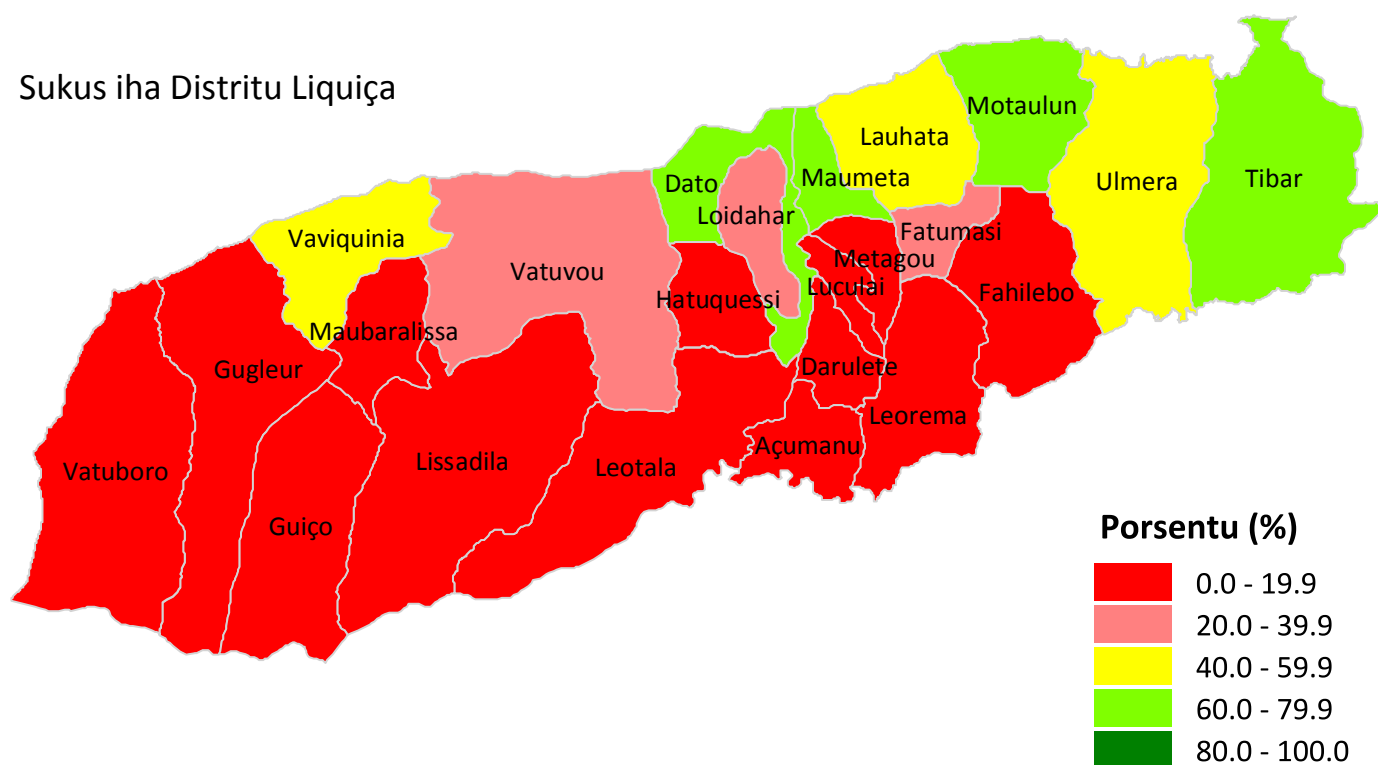 Sukus iha Distritu Liquiça
Motaulun
Lauhata
Maumeta
Dato
Ulmera
Tibar
Loidahar
Fatumasi
Vaviquinia
Metagou
Vatuvou
Luculai
Fahilebo
Hatuquessi
Maubaralissa
Gugleur
Darulete
Leorema
Açumanu
Vatuboro
Lissadila
Leotala
Guiço
Porsentu (%)
0.0 - 19.9
20.0 - 39.9
40.0 - 59.9
60.0 - 79.9
80.0 - 100.0